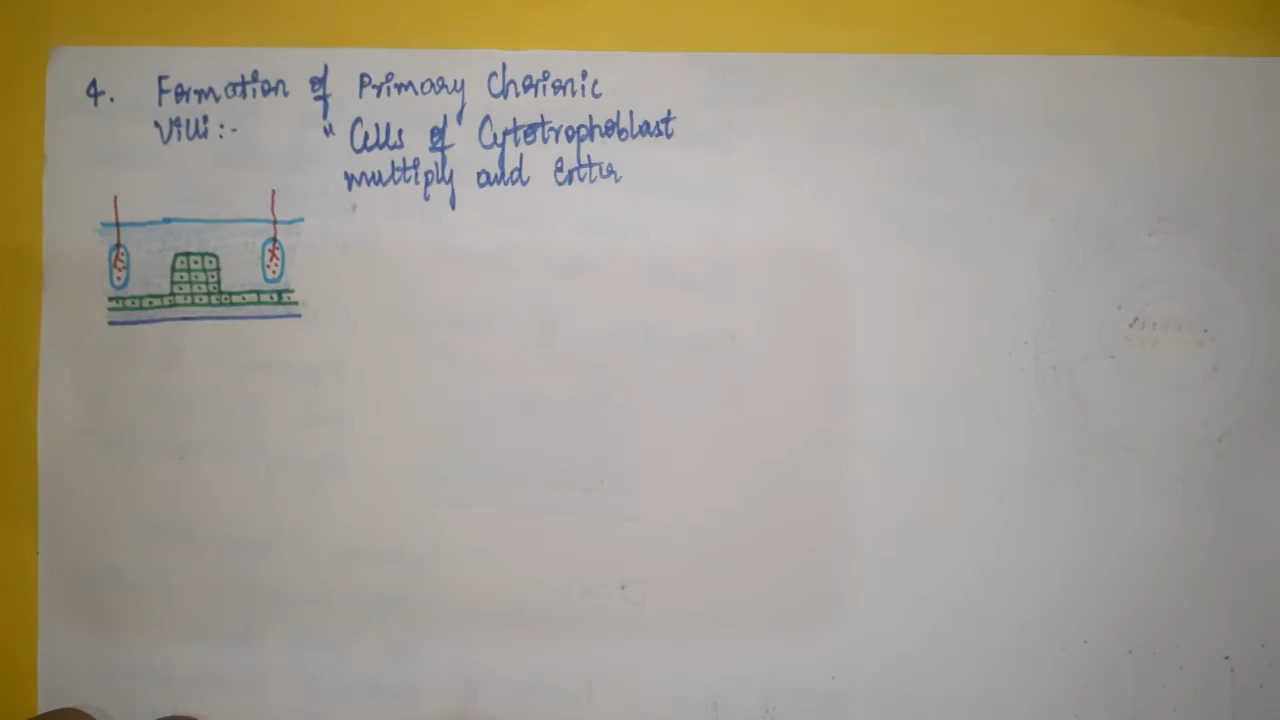 4. Formation of Primary Chorionic
Villi :- " Cells of Cytotrophoblast
multiply and Enter